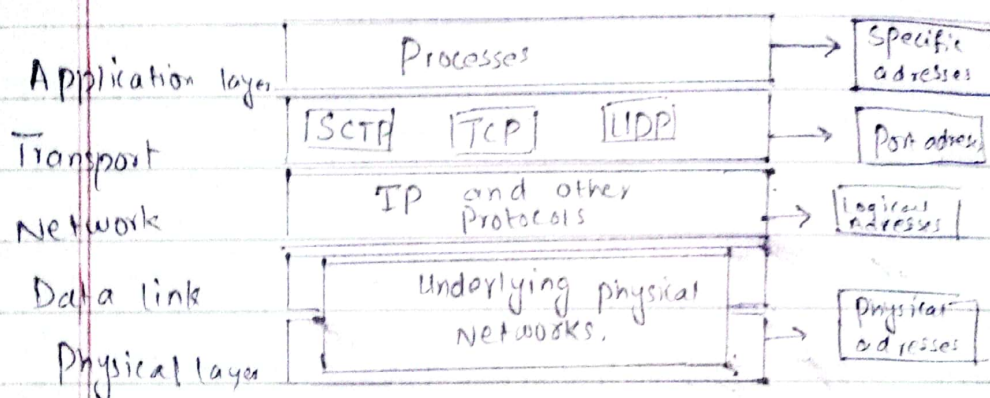 Application layer
Processes
Specific
adresses
Transport
SCTP
TCP
UDP
Port adress
Network
IP and other
Protocols
logical
Adresses
Data link
Underlying physical
Networks.
Physical layer
Physical
adresses